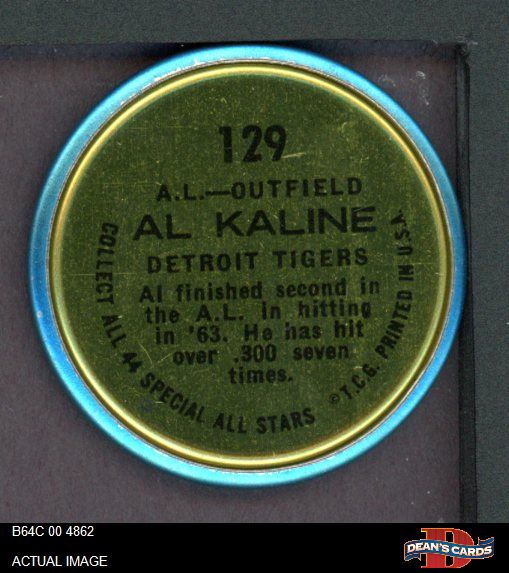 129
A.L.—OUTFIELD
AL KALINE
DETROIT TIGERS
Al finished second in
the A.L. in hitting
in '63. He has hit
over .300 seven
times.
COLLECT ALL 44 SPECIAL ALL STARS
©T.C.G. PRINTED IN U.S.A.
B64C 00 4862
ACTUAL IMAGE
DEAN'S CARDS